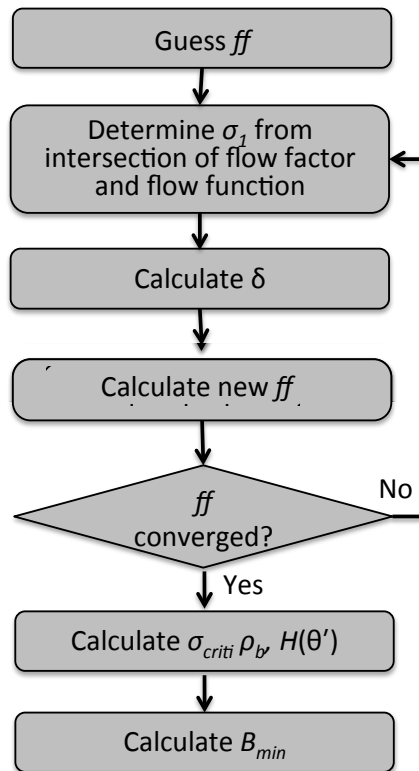 Guess ff
Determine σ₁ from
intersection of flow factor
and flow function
Calculate δ
Calculate new ff
ff
converged?
No
Yes
Calculate σcriti ρb, H(θ')
Calculate Bmin